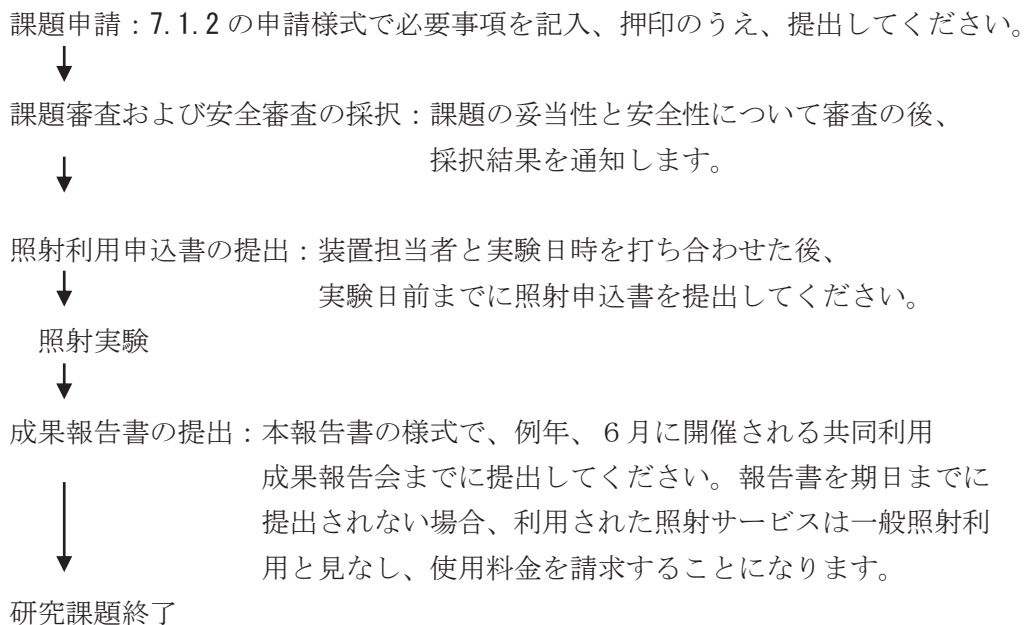 課題申請：7.1.2の申請様式で必要事項を記入、押印のうえ、提出してください。
課題審査および安全審査の採択：課題の妥当性と安全性について審査の後、
採択結果を通知します。
照射利用申込書の提出：装置担当者と実験日時を打ち合わせた後、
実験日前までに照射申込書を提出してください。
照射実験
成果報告書の提出：本報告書の様式で、例年、６月に開催される共同利用
成果報告会までに提出してください。報告書を期日までに
提出されない場合、利用された照射サービスは一般照射利
用と見なし、使用料金を請求することになります。
研究課題終了